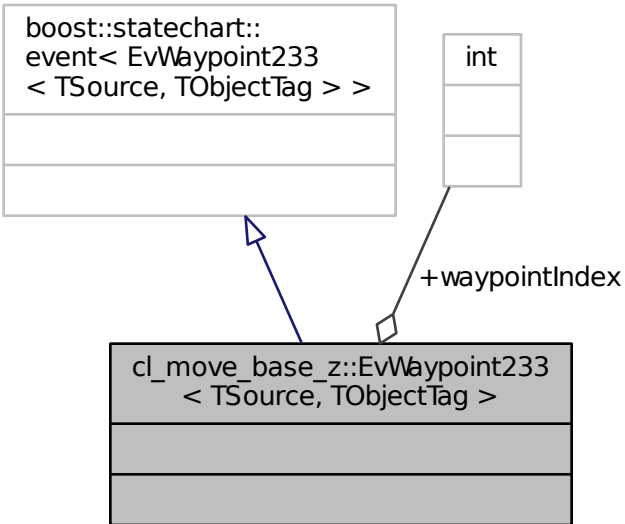 boost::statechart::
event< EvWaypoint233
< TSource, TObjectTag > >
int
+waypointIndex
cl_move_base_z::EvWaypoint233
< TSource, TObjectTag >